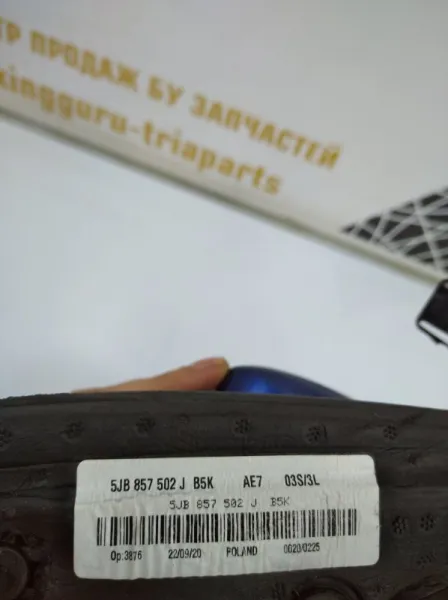 ТР ПРОДАЖ БУ ЗАПЧАСТЕЙ
kingguru-triaparts
5JB 857 502 J B5K AE7 03S/3L
5JB 857 502 J B5K
Op:3876 22/09/20 POLAND 0020/0225